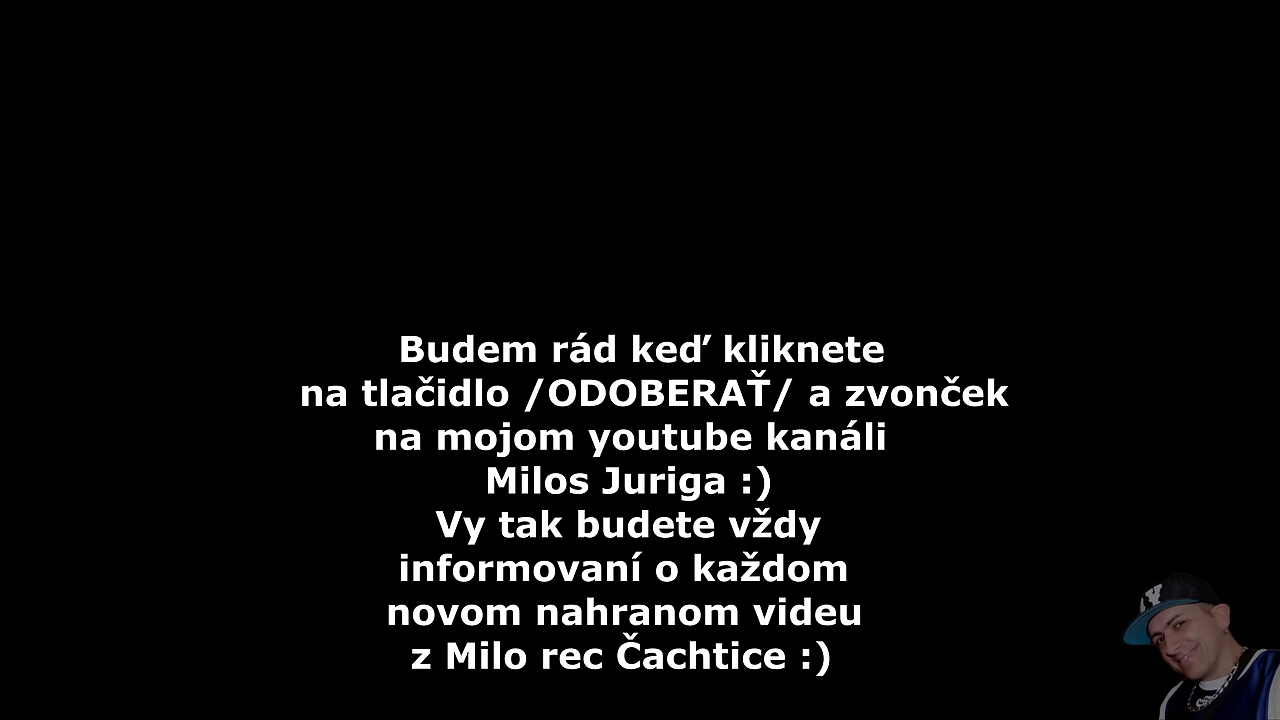 Budem rád keď kliknete
na tlačidlo /ODOBERAŤ/ a zvonček
na mojom youtube kanáli
Milos Juriga :)
Vy tak budete vždy
informovaní o každom
novom nahranom videu
z Milo rec Čachtice :)